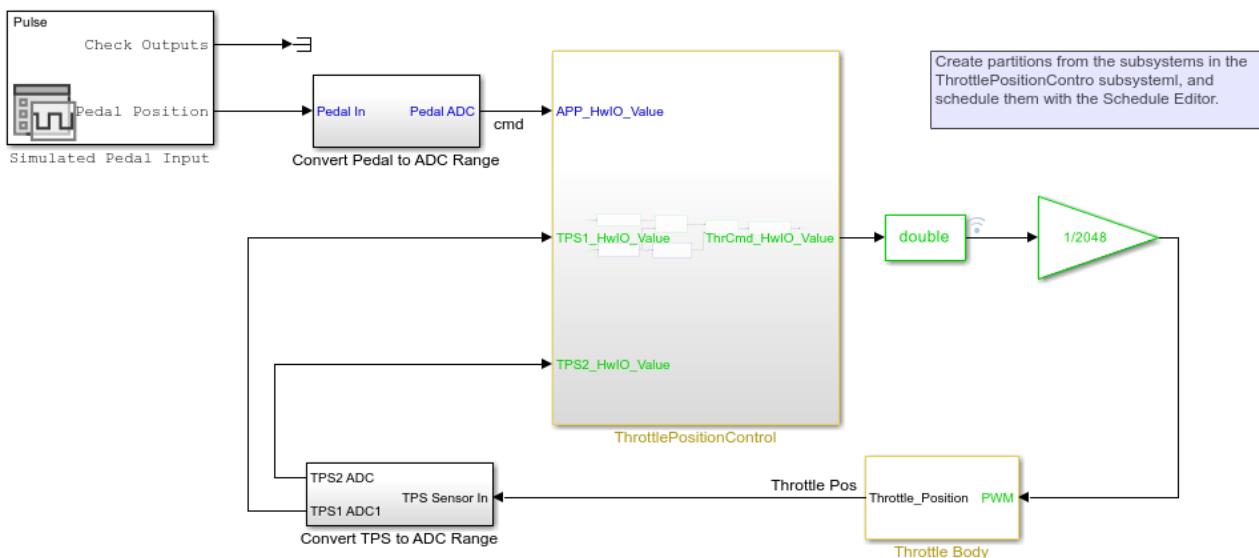 Pulse
Check Outputs
Pedal Position
Simulated Pedal Input
Pedal In
Pedal ADC
Convert Pedal to ADC Range
cmd
APP_HwIO_Value
TPS1_HwIO_Value
ThrCmd_HwIO_Value
TPS2_HwIO_Value
ThrottlePositionControl
Create partitions from the subsystems in the
ThrottlePositionContro subsysteml, and
schedule them with the Schedule Editor.
double
1/2048
TPS2 ADC
TPS Sensor In
TPS1 ADC1
Convert TPS to ADC Range
Throttle Pos
Throttle_Position
PWM
Throttle Body